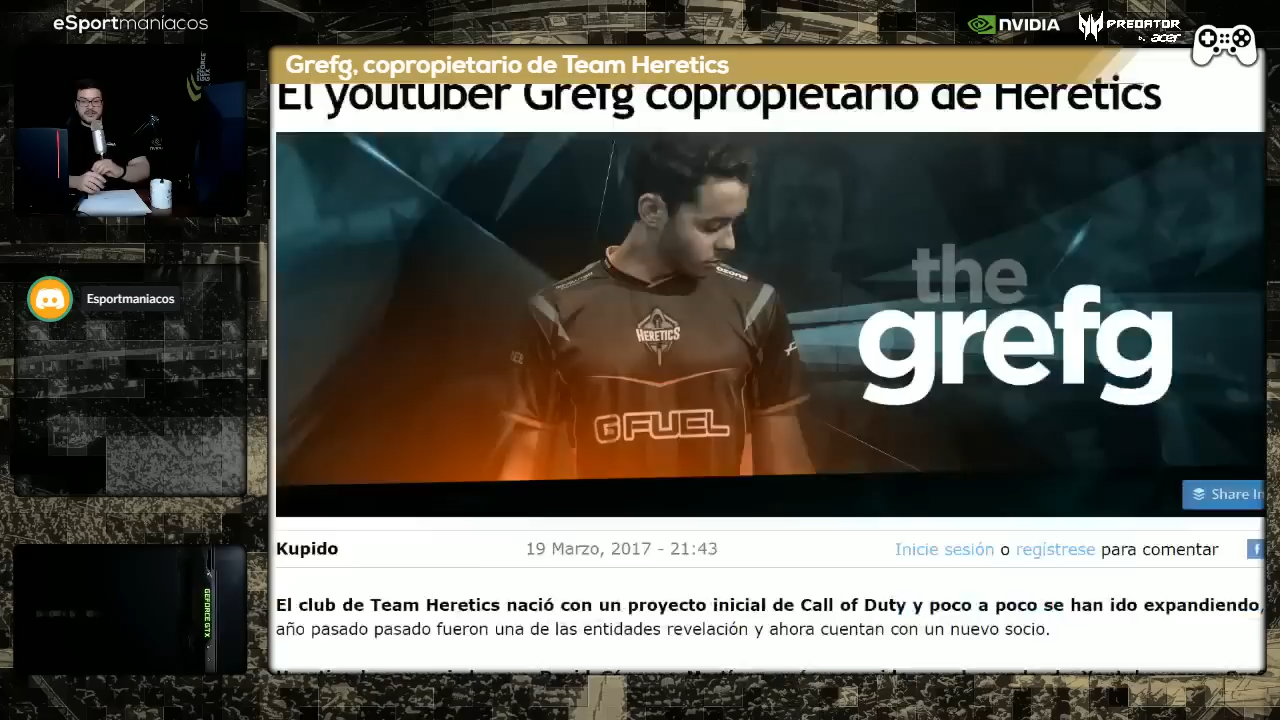 eSportmaníacos
NVIDIA
PREDATOR
acer
Grefg, copropietario de Team Heretics
El youtuber Grefg copropietario de Heretics
ozone
HERETICS
G FUEL
the
grefg
Esportmaniacos
Share
Kupido
19 Marzo, 2017 - 21:43
Inicie sesión o regístrese para comentar
El club de Team Heretics nació con un proyecto inicial de Call of Duty y poco a poco se han ido expandiendo,
año pasado pasado fueron una de las entidades revelación y ahora cuentan con un nuevo socio.
GEFORCE GTX